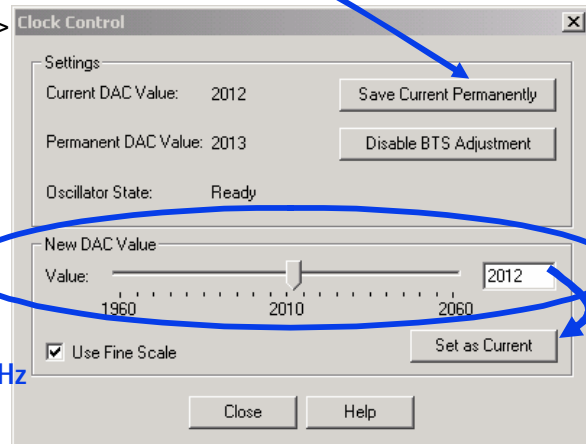 >
Clock Control
Settings
Current DAC Value: 2012 Save Current Permanently
Permanent DAC Value: 2013 Disable BTS Adjustment
Oscillator State: Ready
New DAC Value
Value: 2012
1960 2010 2060
Use Fine Scale Set as Current
Hz
Close Help